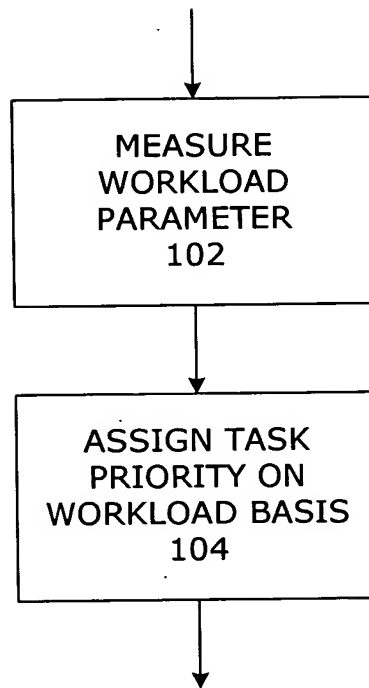 MEASURE
WORKLOAD
PARAMETER
102
ASSIGN TASK
PRIORITY ON
WORKLOAD BASIS
104